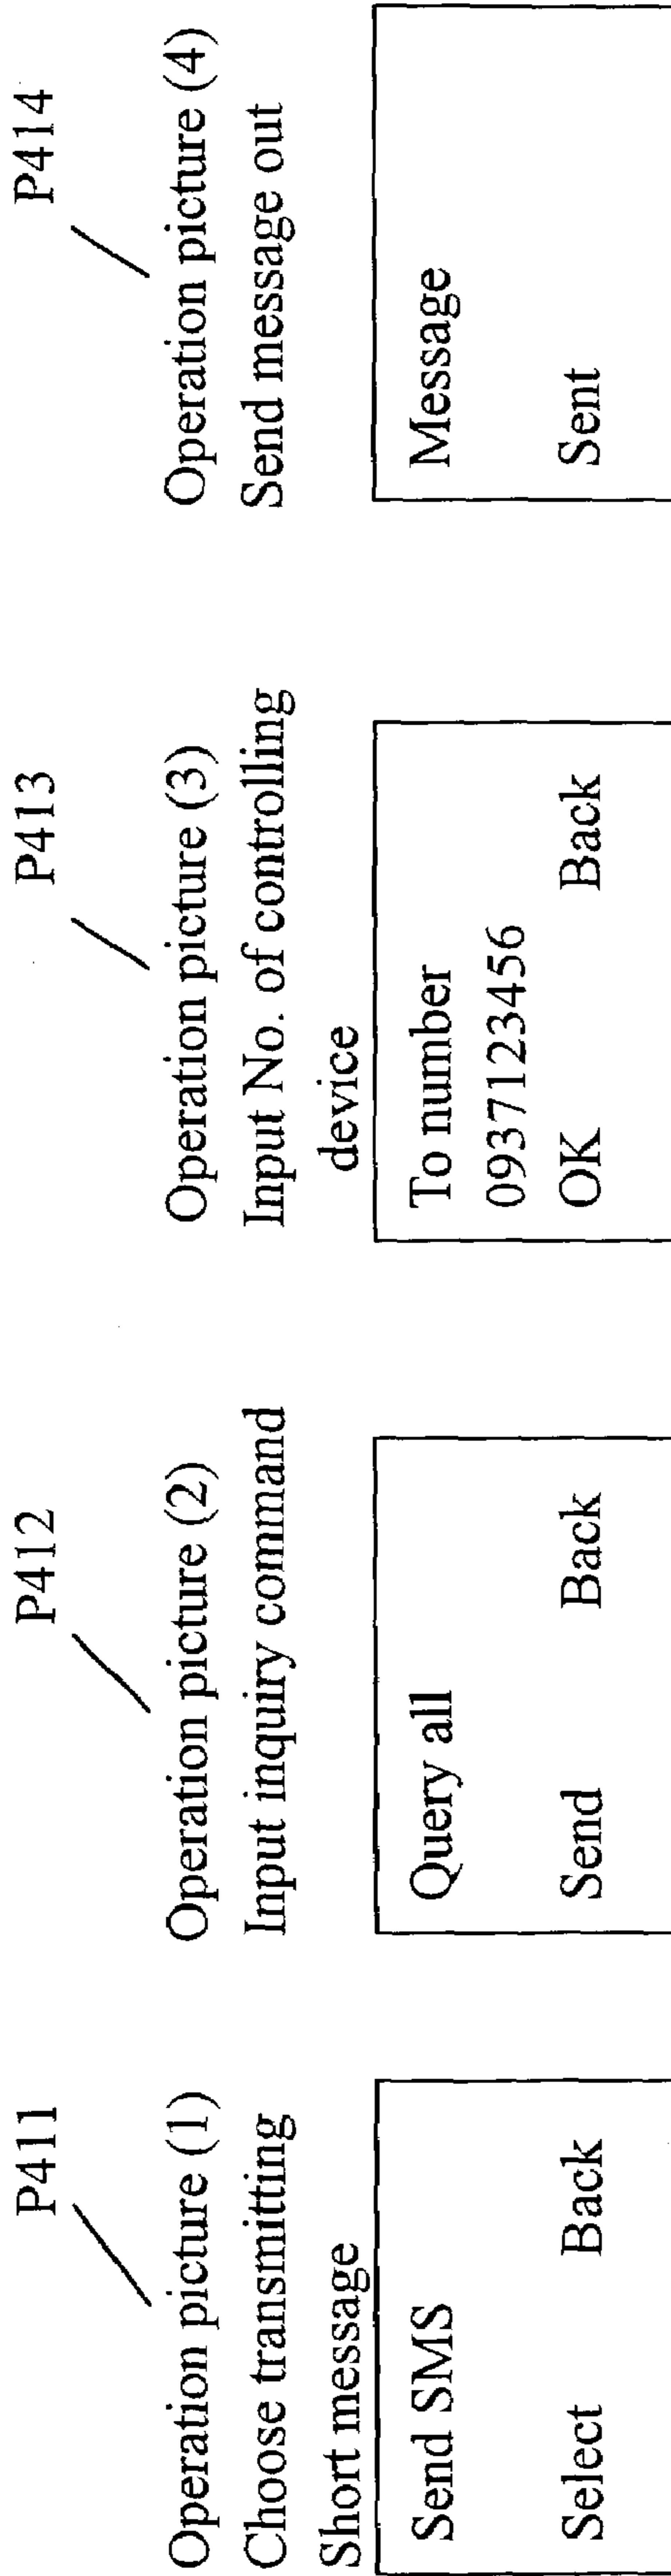 P411
Operation picture (1)
Choose transmitting
Short message
Send SMS
Select Back
P412
Operation picture (2)
Input inquiry command
Query all
Send Back
P413
Operation picture (3)
Input No. of controlling
device
To number
0937123456
OK Back
P414
Operation picture (4)
Send message out
Message
Sent